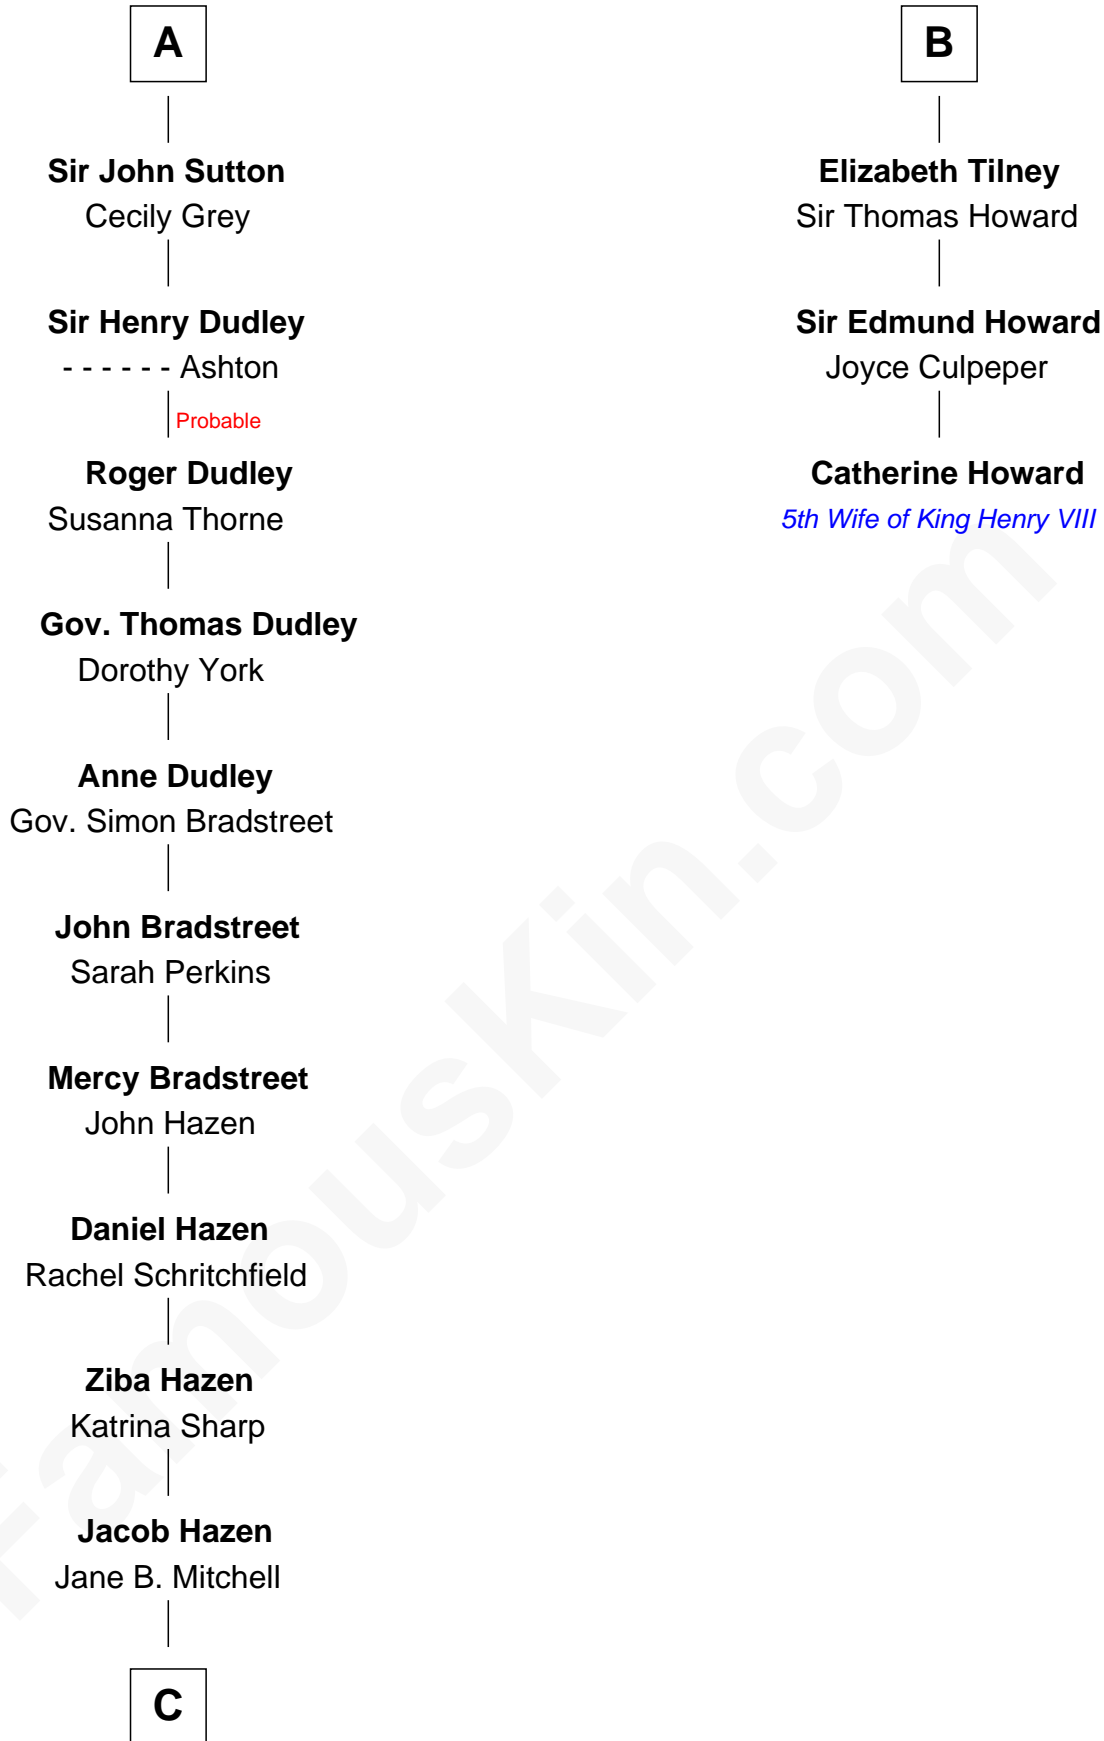 A
Sir John Sutton
Cecily Grey
Sir Henry Dudley
- - - - - - Ashton
Probable
Roger Dudley
Susanna Thorne
Gov. Thomas Dudley
Dorothy York
Anne Dudley
Gov. Simon Bradstreet
John Bradstreet
Sarah Perkins
Mercy Bradstreet
John Hazen
Daniel Hazen
Rachel Schritchfield
Ziba Hazen
Katrina Sharp
Jacob Hazen
Jane B. Mitchell
C
B
Elizabeth Tilney
Sir Thomas Howard
Sir Edmund Howard
Joyce Culpeper
Catherine Howard
5th Wife of King Henry VIII
FamousKin.com